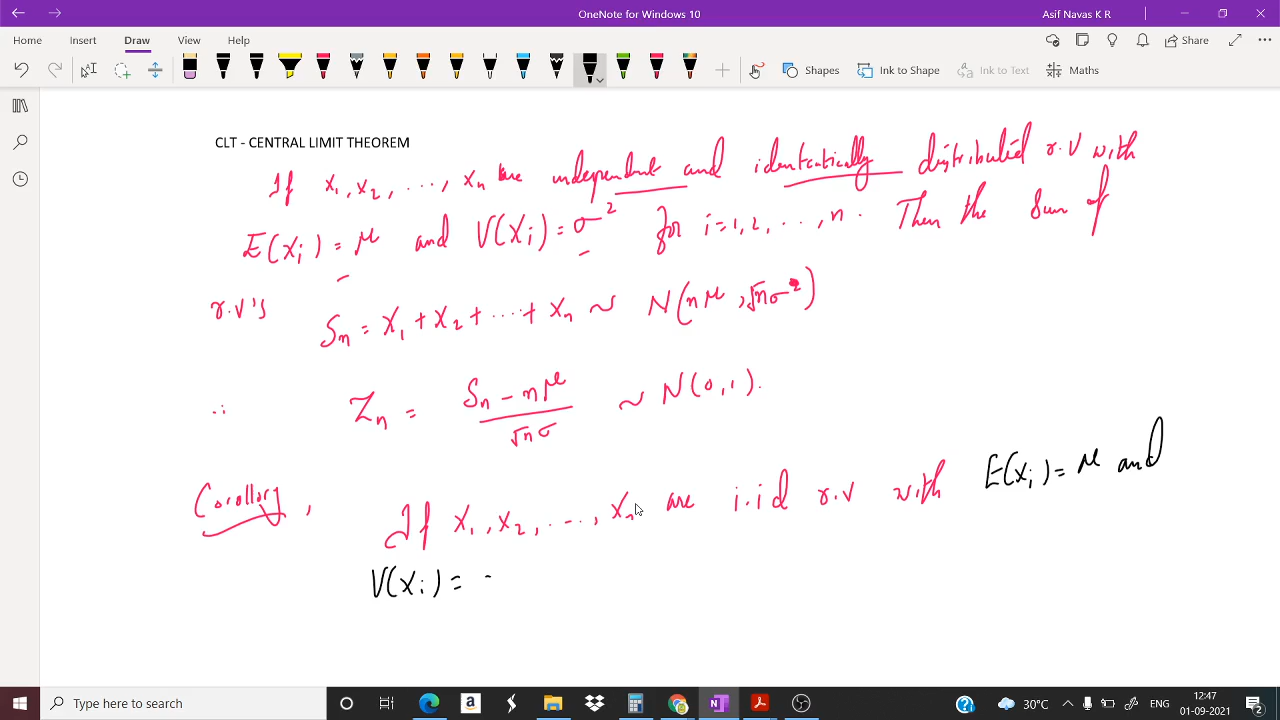 OneNote for Windows 10
Asif Navas K R
Home Insert Draw View Help
Share
Shapes Ink to Shape Ink to Text Maths
CLT - CENTRAL LIMIT THEOREM
If X₁, X₂, ..., Xₙ are independent and identically distributed r.v with
E(Xᵢ) = μ and V(Xᵢ) = σ² for i=1, 2, ..., n. Then the sum of
r.v's
Sₙ = X₁ + X₂ + ... + Xₙ ~ N(nμ, √nσ)
∴ Zₙ = (Sₙ - nμ)/(√nσ) ~ N(0,1).
Corollary, If X₁, X₂, ..., Xₙ are i.i.d r.v with E(Xᵢ) = μ and
V(Xᵢ) =
Type here to search
30°C
ENG
12:47
01-09-2021
2